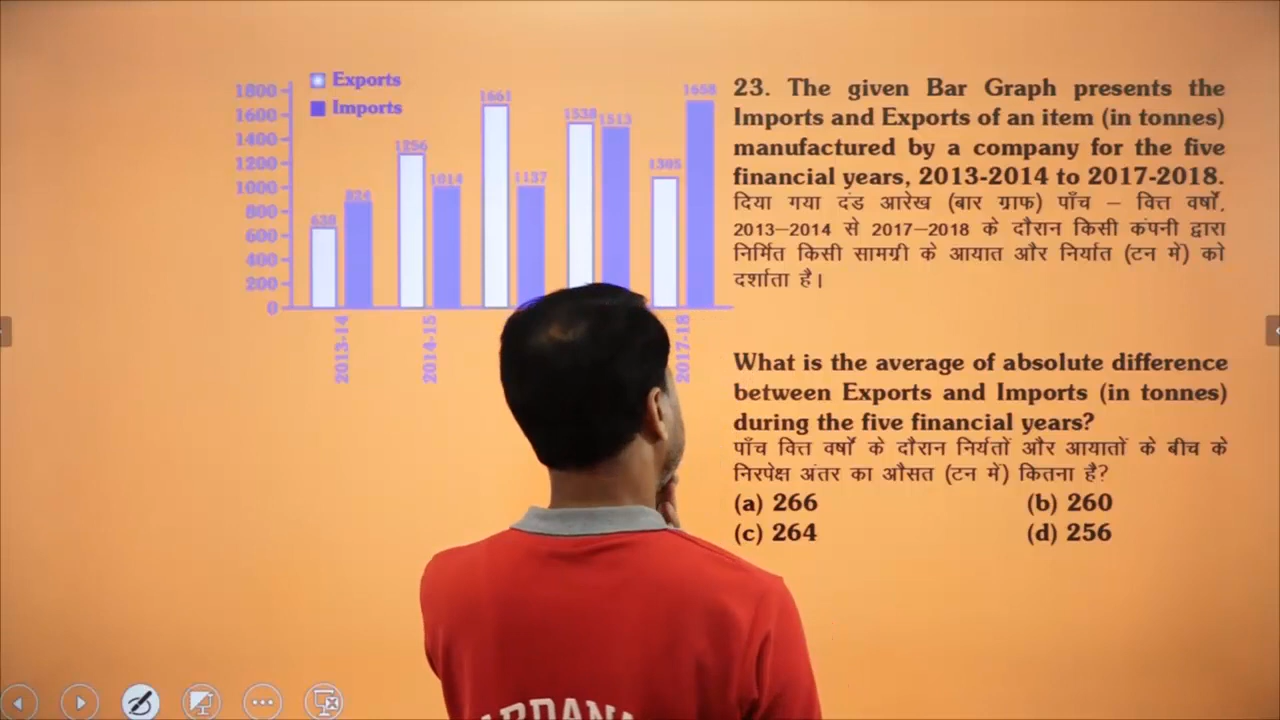 Exports
Imports
1800
1600
1400
1200
1000
800
600
400
200
0
638
824
1256
1014
1661
1137
1538
1513
1305
1658
2013-14
2014-15
2017-18
23. The given Bar Graph presents the
Imports and Exports of an item (in tonnes)
manufactured by a company for the five
financial years, 2013-2014 to 2017-2018.
दिया गया दंड आरेख (बार ग्राफ) पाँच – वित्त वर्षों,
2013–2014 से 2017–2018 के दौरान किसी कंपनी द्वारा
निर्मित किसी सामग्री के आयात और निर्यात (टन में) को
दर्शाता है।
What is the average of absolute difference
between Exports and Imports (in tonnes)
during the five financial years?
पाँच वित्त वर्षों के दौरान निर्यतों और आयातों के बीच के
निरपेक्ष अंतर का औसत (टन में) कितना है?
(a) 266 (b) 260
(c) 264 (d) 256